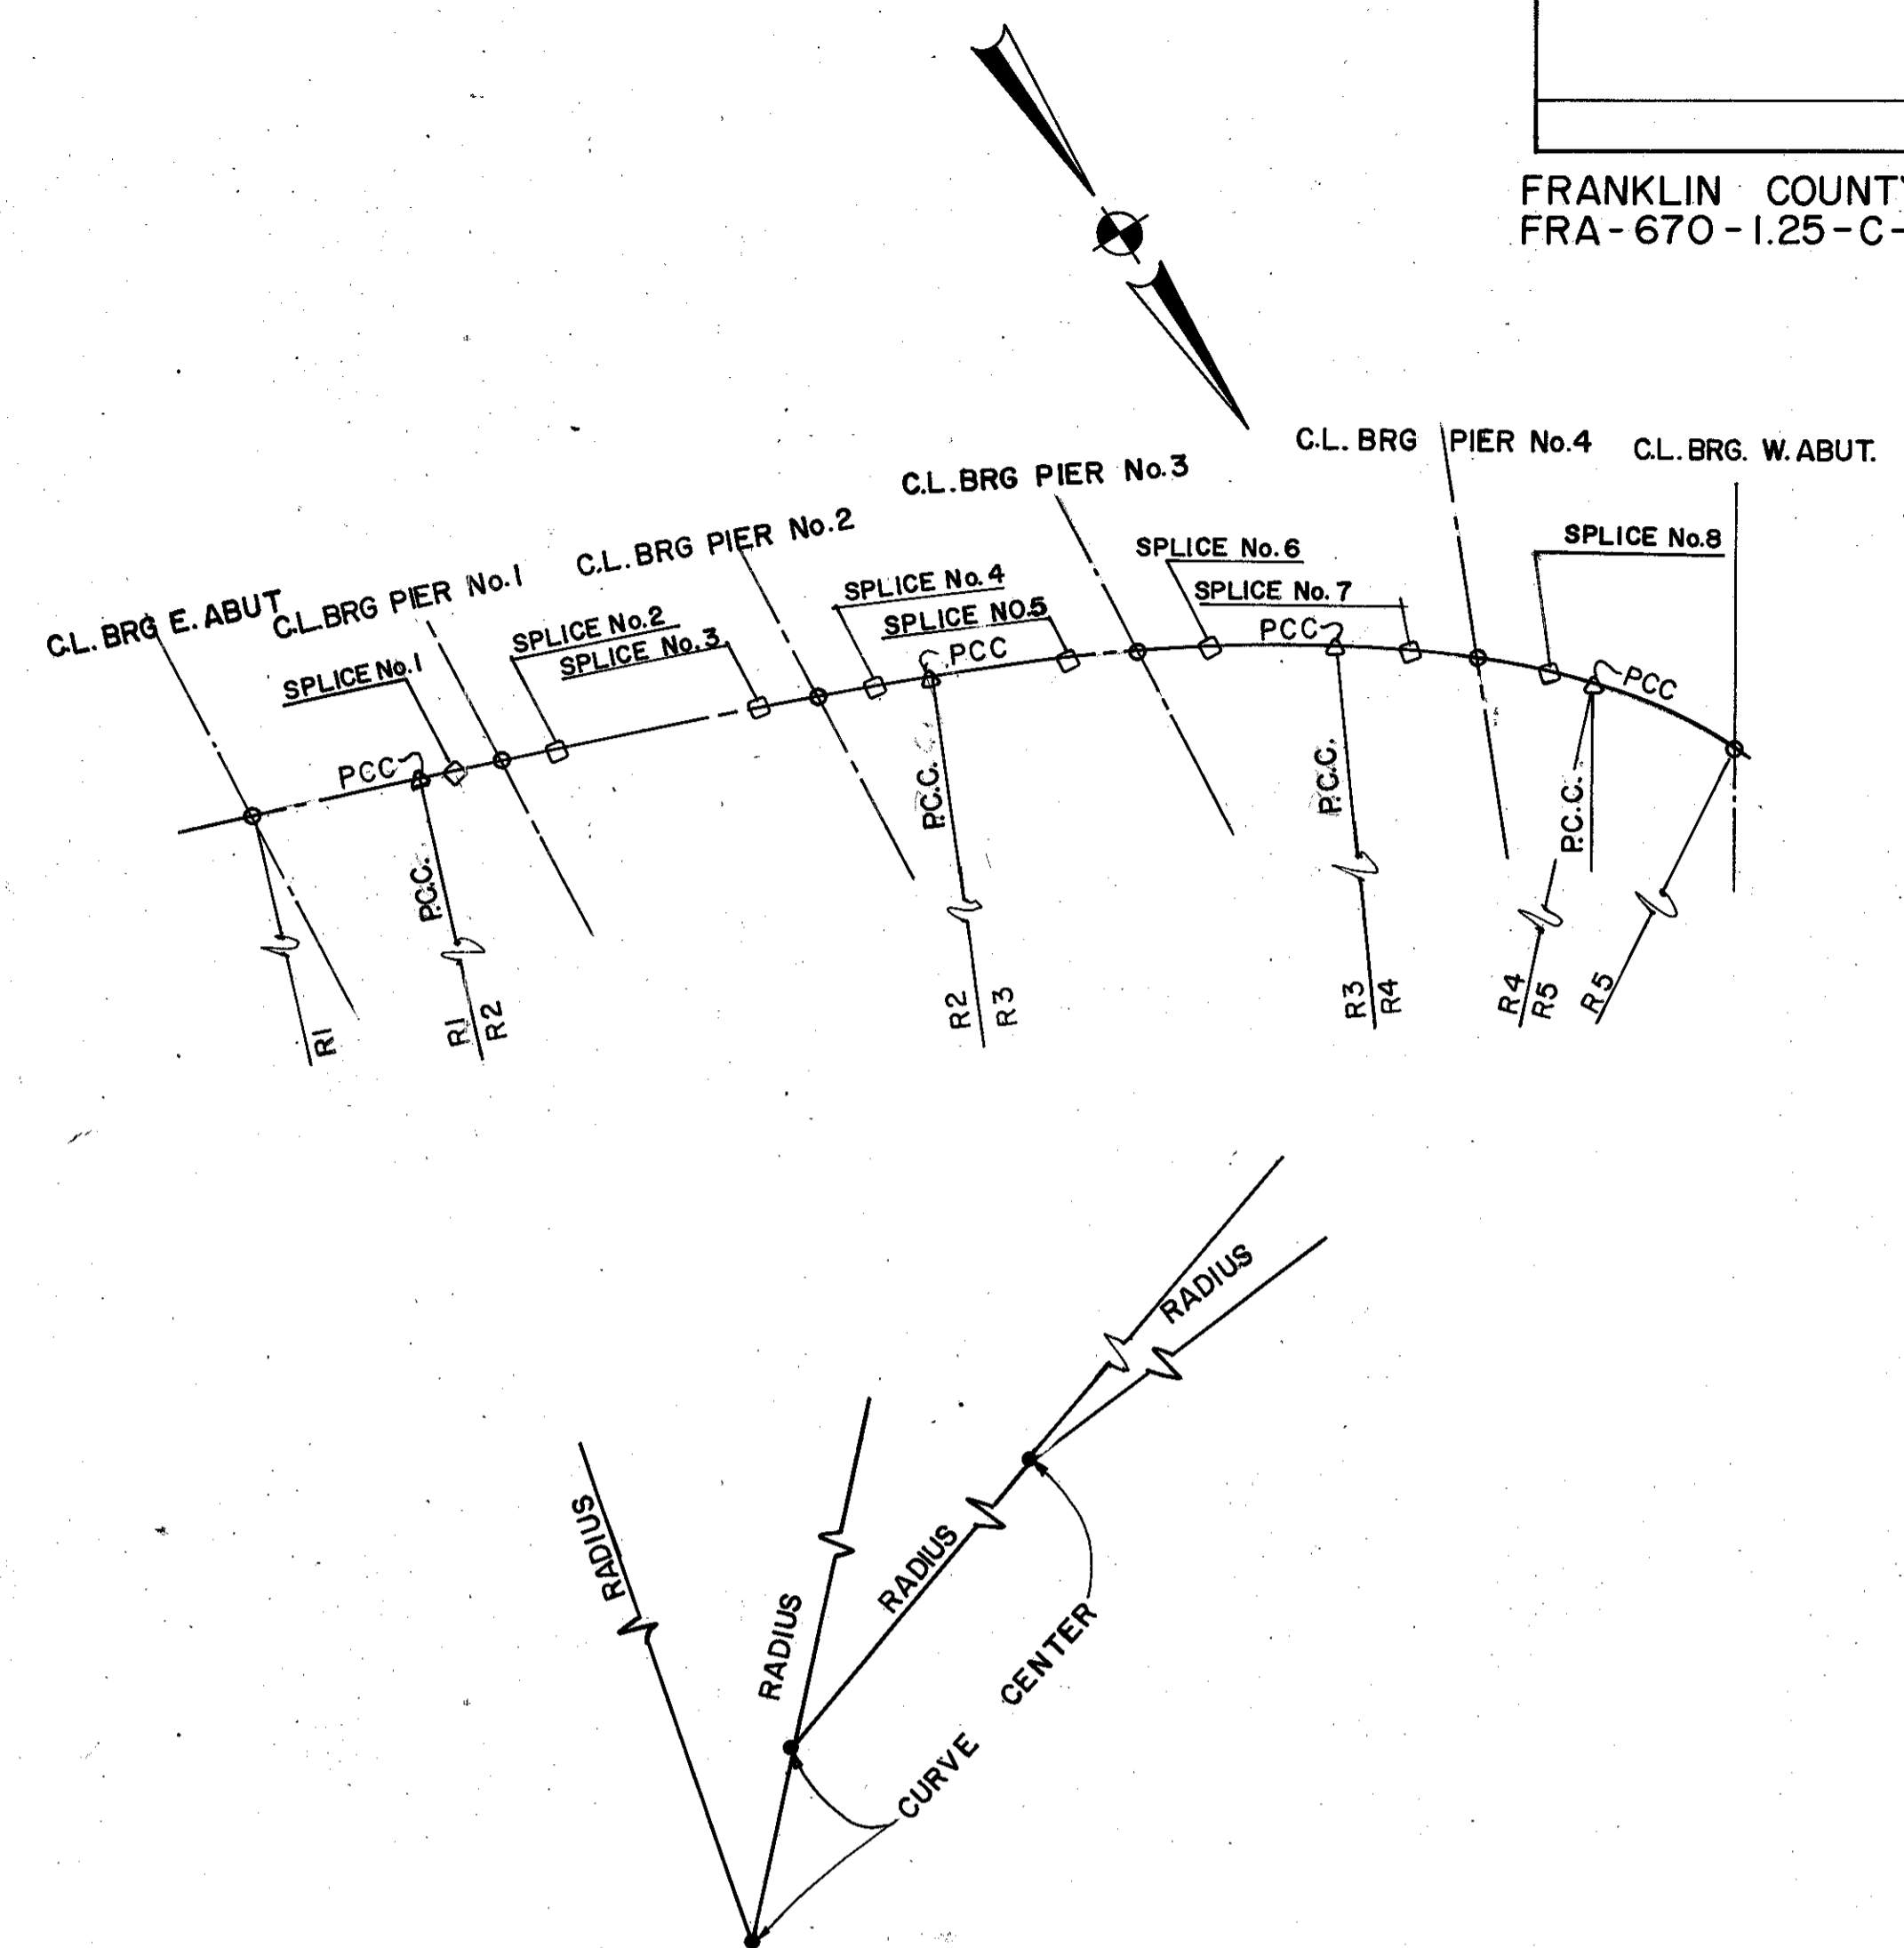 FRANKLIN COUNTY
FRA-670-1.25-C-
C.L. BRG PIER No.4
C.L. BRG. W. ABUT.
C.L. BRG PIER No.3
C.L. BRG PIER No.2
C.L. BRG PIER No.1
C.L. BRG E. ABUT
SPLICE No.8
SPLICE No.6
SPLICE No.7
SPLICE No.4
SPLICE NO.5
SPLICE No.2
SPLICE No.3
SPLICE No.1
PCC
PCC
PCC
PCC
P.C.C.
P.C.C.
P.C.C.
P.C.C.
R1
R1
R2
R2
R3
R3
R4
R4
R5
R5
RADIUS
RADIUS
RADIUS
RADIUS
CURVE CENTER